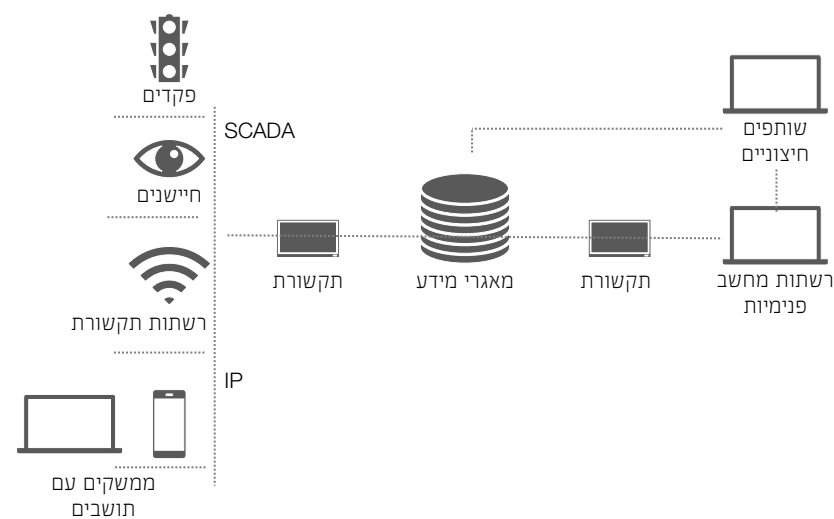 פקדים
SCADA
שותפים
חיצוניים
חיישנים
תקשורת
מאגרי מידע
תקשורת
רשתות מחשב
פנימיות
רשתות תקשורת
IP
ממשקים עם
תושבים